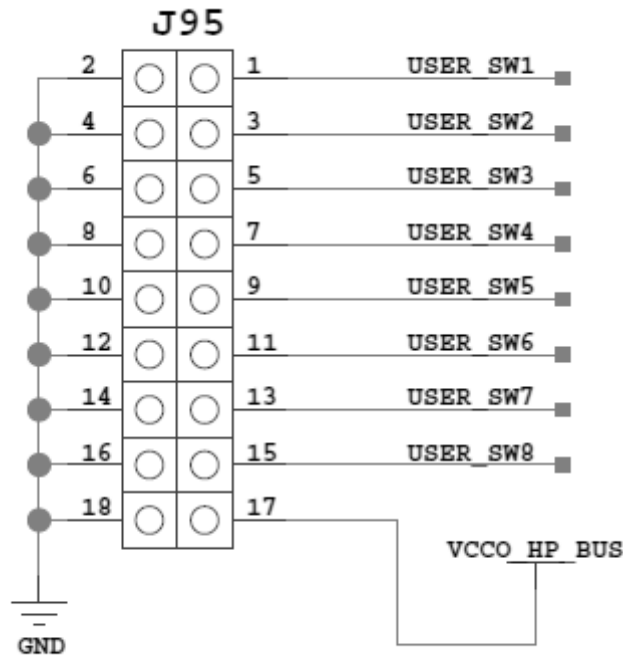 J95
2 1 USER_SW1
4 3 USER_SW2
6 5 USER_SW3
8 7 USER_SW4
10 9 USER_SW5
12 11 USER_SW6
14 13 USER_SW7
16 15 USER_SW8
18 17
VCCO_HP_BUS
GND